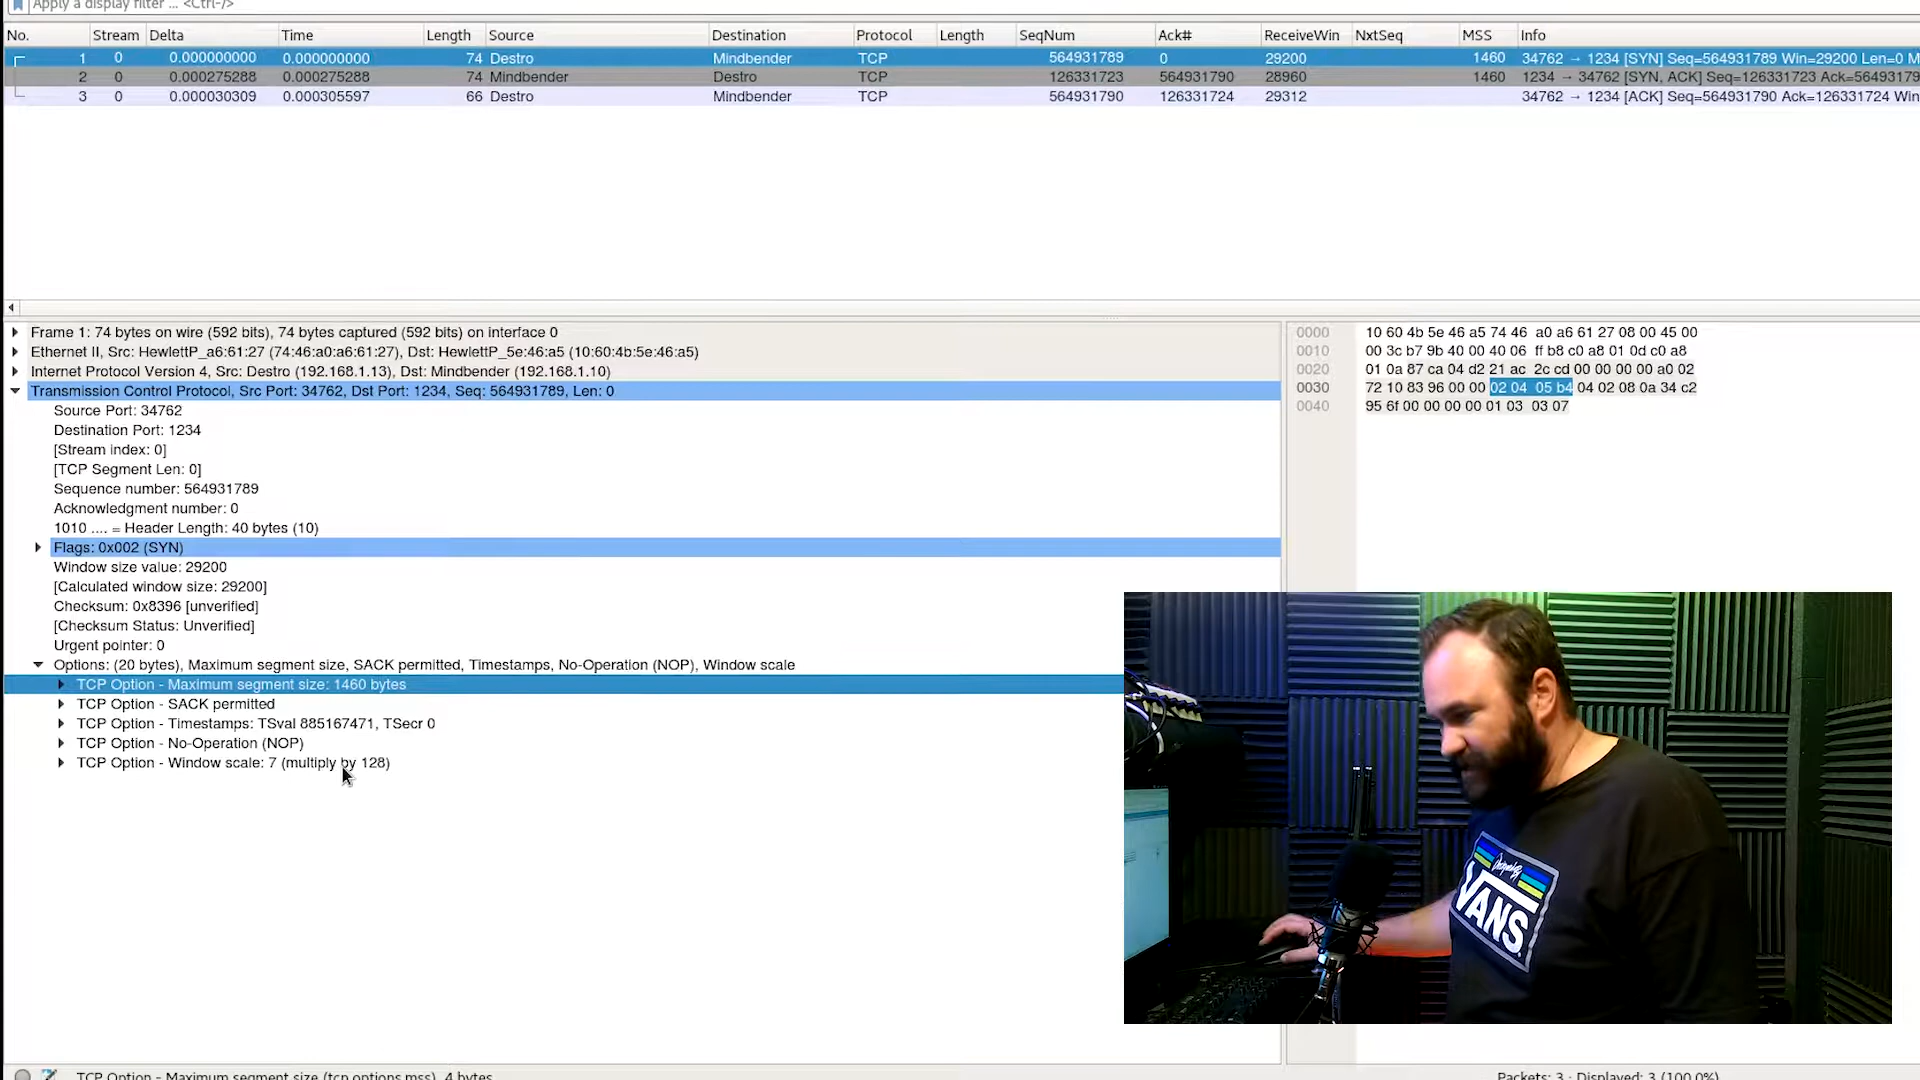 Apply a display filter ... <Ctrl-/>
No. Stream Delta Time Length Source Destination Protocol Length SeqNum Ack# ReceiveWin NxtSeq MSS Info
1 0 0.000000000 0.000000000 74 Destro Mindbender TCP 564931789 0 29200 1460 34762 → 1234 [SYN] Seq=564931789 Win=29200 Len=0 M
2 0 0.000275288 0.000275288 74 Mindbender Destro TCP 126331723 564931790 28960 1460 1234 → 34762 [SYN, ACK] Seq=126331723 Ack=5649319
3 0 0.000030309 0.000305597 66 Destro Mindbender TCP 564931790 126331724 29312 34762 → 1234 [ACK] Seq=564931790 Ack=126331724 Win
Frame 1: 74 bytes on wire (592 bits), 74 bytes captured (592 bits) on interface 0
Ethernet II, Src: HewlettP_a6:61:27 (74:46:a0:a6:61:27), Dst: HewlettP_5e:46:a5 (10:60:4b:5e:46:a5)
Internet Protocol Version 4, Src: Destro (192.168.1.13), Dst: Mindbender (192.168.1.10)
Transmission Control Protocol, Src Port: 34762, Dst Port: 1234, Seq: 564931789, Len: 0
Source Port: 34762
Destination Port: 1234
[Stream index: 0]
[TCP Segment Len: 0]
Sequence number: 564931789
Acknowledgment number: 0
1010 .... = Header Length: 40 bytes (10)
Flags: 0x002 (SYN)
Window size value: 29200
[Calculated window size: 29200]
Checksum: 0x8396 [unverified]
[Checksum Status: Unverified]
Urgent pointer: 0
Options: (20 bytes), Maximum segment size, SACK permitted, Timestamps, No-Operation (NOP), Window scale
TCP Option - Maximum segment size: 1460 bytes
TCP Option - SACK permitted
TCP Option - Timestamps: TSval 885167471, TSecr 0
TCP Option - No-Operation (NOP)
TCP Option - Window scale: 7 (multiply by 128)
0000 10 60 4b 5e 46 a5 74 46 a0 a6 61 27 08 00 45 00
0010 00 3c b7 9b 40 00 40 06 ff b8 c0 a8 01 0d c0 a8
0020 01 0a 87 ca 04 d2 21 ac 2c cd 00 00 00 00 a0 02
0030 72 10 83 96 00 00 02 04 05 b4 04 02 08 0a 34 c2
0040 95 6f 00 00 00 00 01 03 03 07
VANS
TCP Option - Maximum segment size (tcp.options.mss), 4 bytes
Packets: 3 · Displayed: 3 (100.0%)